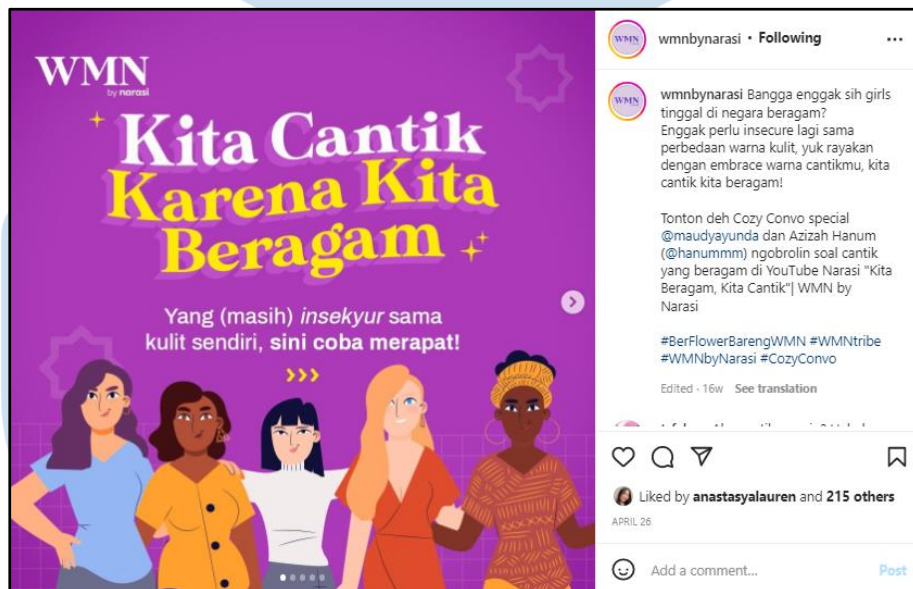 WMN
by narasi
Kita Cantik
Karena Kita
Beragam
Yang (masih) insekyur sama
kulit sendiri, sini coba merapat!
>>>
wmnbynarasi • Following
wmnbynarasi Bangga enggak sih girls
tinggal di negara beragam?
Enggak perlu insecure lagi sama
perbedaan warna kulit, yuk rayakan
dengan embrace warna cantikmu, kita
cantik kita beragam!
Tonton deh Cozy Convo special
@maudyayunda dan Azizah Hanum
(@hanummm) ngobrolin soal cantik
yang beragam di YouTube Narasi "Kita
Beragam, Kita Cantik"| WMN by
Narasi
#BerFlowerBarengWMN #WMNtribe
#WMNbyNarasi #CozyConvo
Edited · 16w See translation
Liked by anastasyalauren and 215 others
APRIL 26
Add a comment... Post